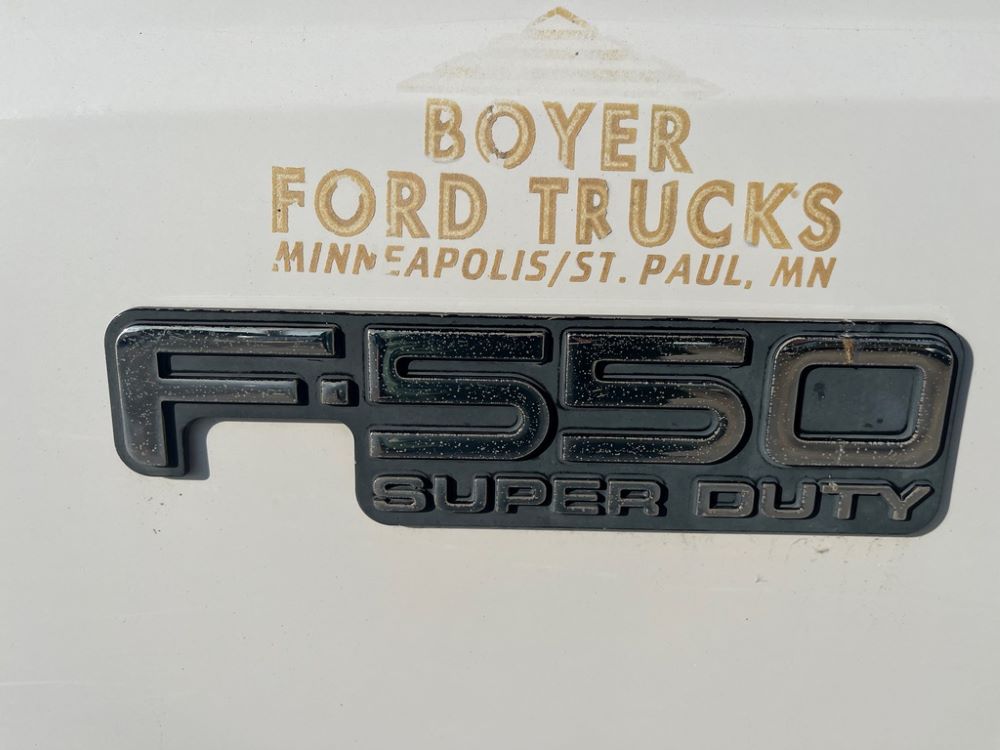 BOYER
FORD TRUCKS
MINNEAPOLIS/ST. PAUL, MN
F-550
SUPER DUTY